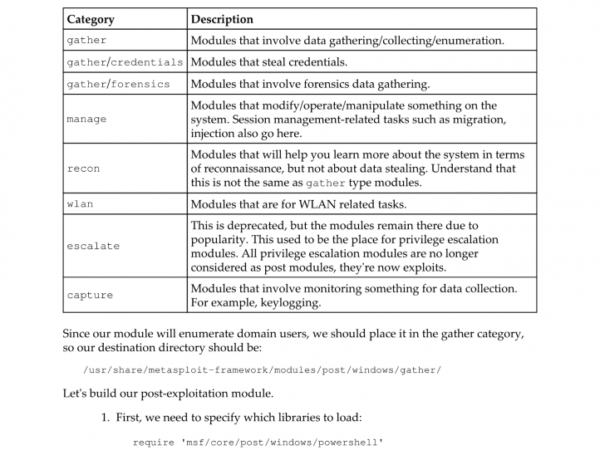 Category Description
gather Modules that involve data gathering/collecting/enumeration.
gather/credentials Modules that steal credentials.
gather/forensics Modules that involve forensics data gathering.
Modules that modify/operate/manipulate something on the
manage system. Session management-related tasks such as migration,
injection also go here.
Modules that will help you learn more about the system in terms
recon of reconnaissance, but not about data stealing. Understand that
this is not the same as gather type modules.
wlan Modules that are for WLAN related tasks.
This is deprecated, but the modules remain there due to
popularity. This used to be the place for privilege escalation
escalate modules. All privilege escalation modules are no longer
considered as post modules, they're now exploits.
capture Modules that involve monitoring something for data collection.
For example, keylogging.
Since our module will enumerate domain users, we should place it in the gather category,
so our destination directory should be:
/usr/share/metasploit-framework/modules/post/windows/gather/
Let's build our post-exploitation module.
1. First, we need to specify which libraries to load:
require 'msf/core/post/windows/powershell'